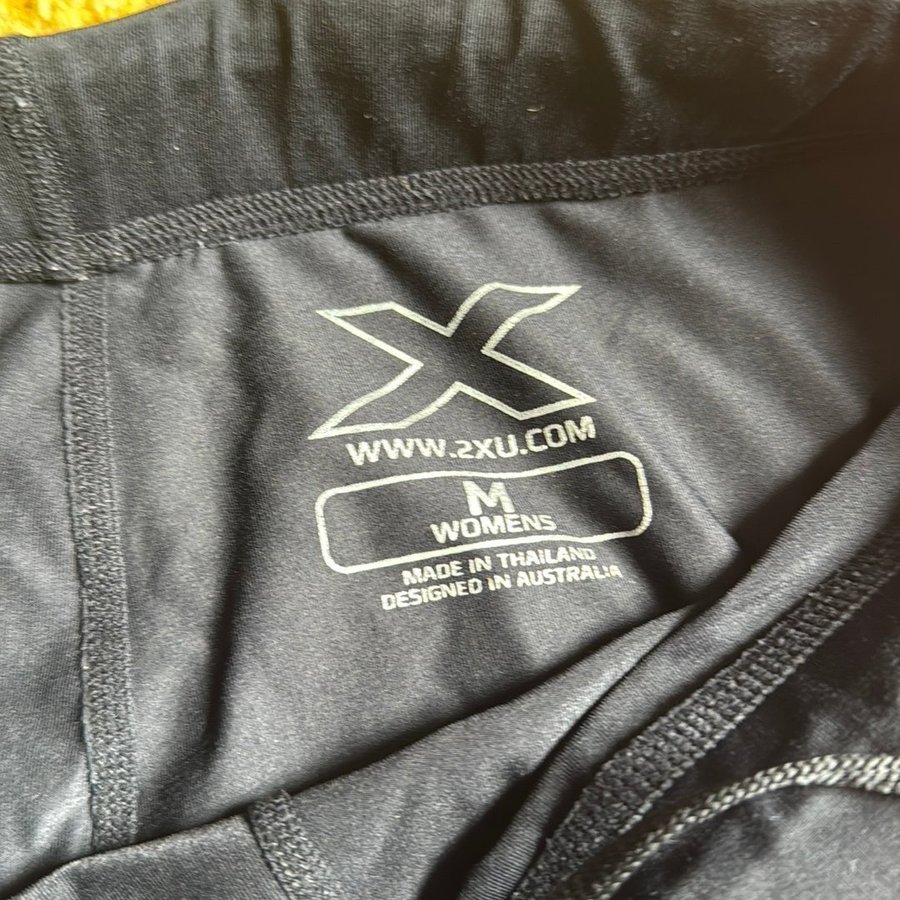 X
WWW.2XU.COM
M
WOMENS
MADE IN THAILAND
DESIGNED IN AUSTRALIA